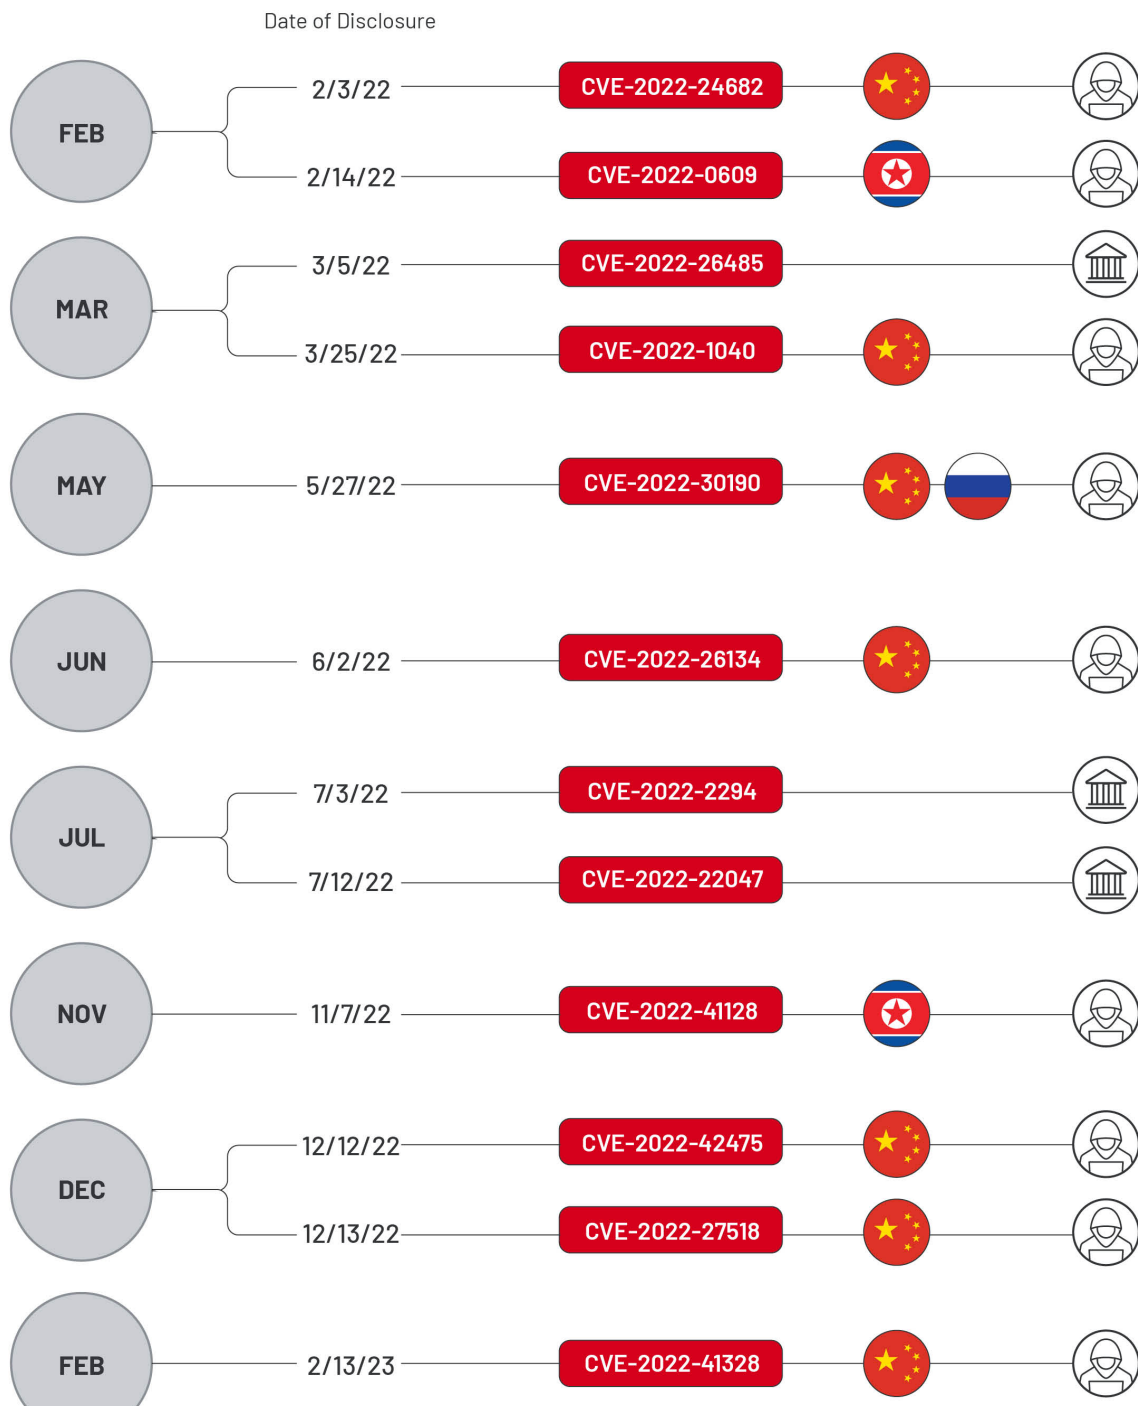 Date of Disclosure
FEB
2/3/22
CVE-2022-24682
2/14/22
CVE-2022-0609
MAR
3/5/22
CVE-2022-26485
3/25/22
CVE-2022-1040
MAY
5/27/22
CVE-2022-30190
JUN
6/2/22
CVE-2022-26134
JUL
7/3/22
CVE-2022-2294
7/12/22
CVE-2022-22047
NOV
11/7/22
CVE-2022-41128
DEC
12/12/22
CVE-2022-42475
12/13/22
CVE-2022-27518
FEB
2/13/23
CVE-2022-41328